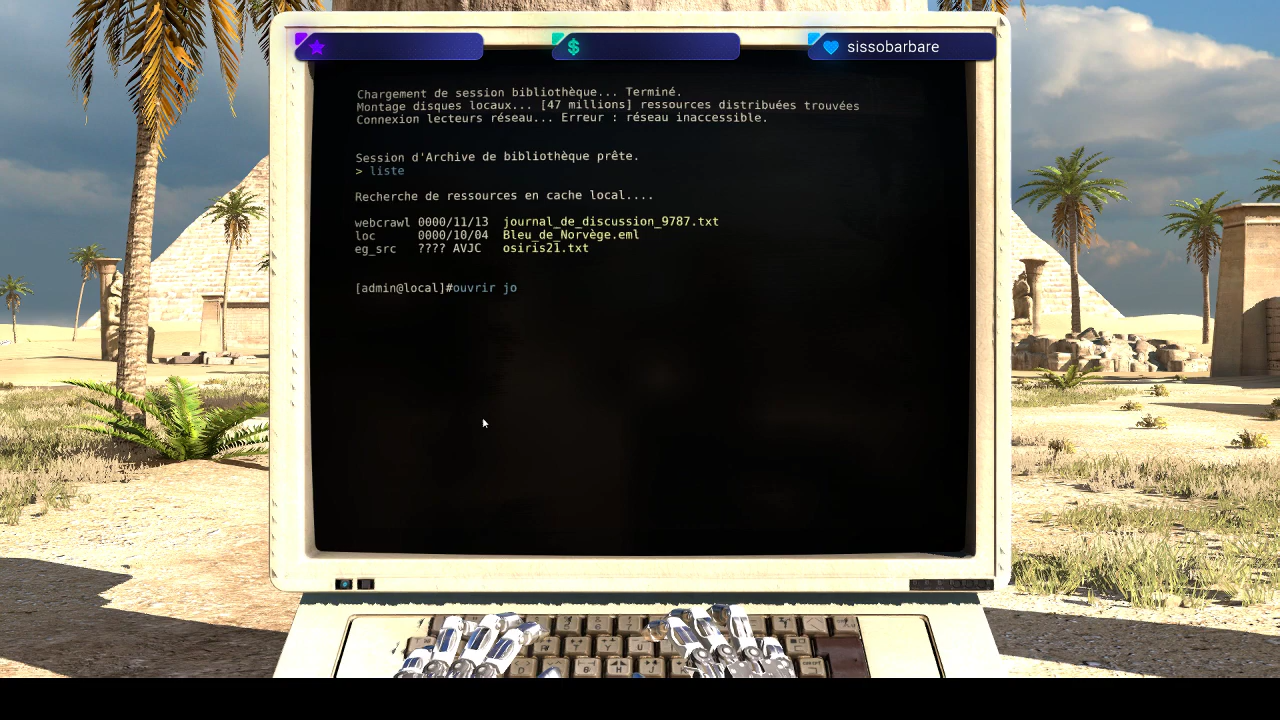 sissobarbare
Chargement de session bibliothèque... Terminé.
Montage disques locaux... [47 millions] ressources distribuées trouvées
Connexion lecteurs réseau... Erreur : réseau inaccessible.
Session d'Archive de bibliothèque prête.
> liste
Recherche de ressources en cache local....
webcrawl 0000/11/13 journal_de_discussion_9787.txt
loc 0000/10/04 Bleu_de_Norvège.eml
eg_src ???? AVJC osiris21.txt
[admin@local]#ouvrir jo